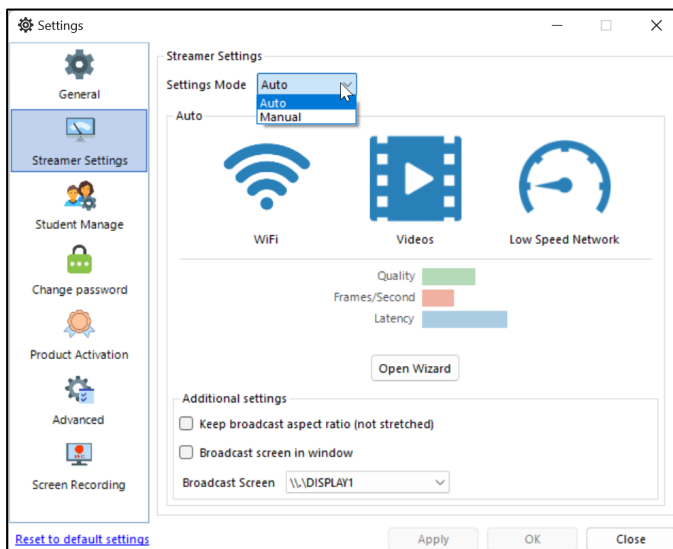 Settings
General
Streamer Settings
Student Manage
Change password
Product Activation
Advanced
REC
Screen Recording
Reset to default settings
Streamer Settings
Settings Mode Auto
Auto
Manual
Auto
WiFi Videos Low Speed Network
Quality
Frames/Second
Latency
Open Wizard
Additional settings
Keep broadcast aspect ratio (not stretched)
Broadcast screen in window
Broadcast Screen \\.\DISPLAY1
Apply OK Close